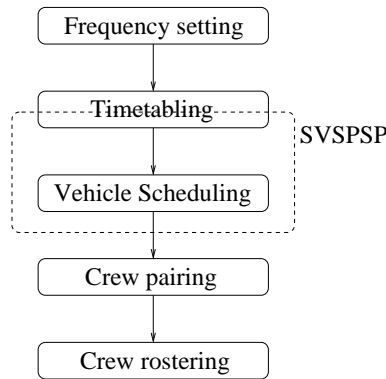 Frequency setting
Timetabling
SVSPSP
Vehicle Scheduling
Crew pairing
Crew rostering